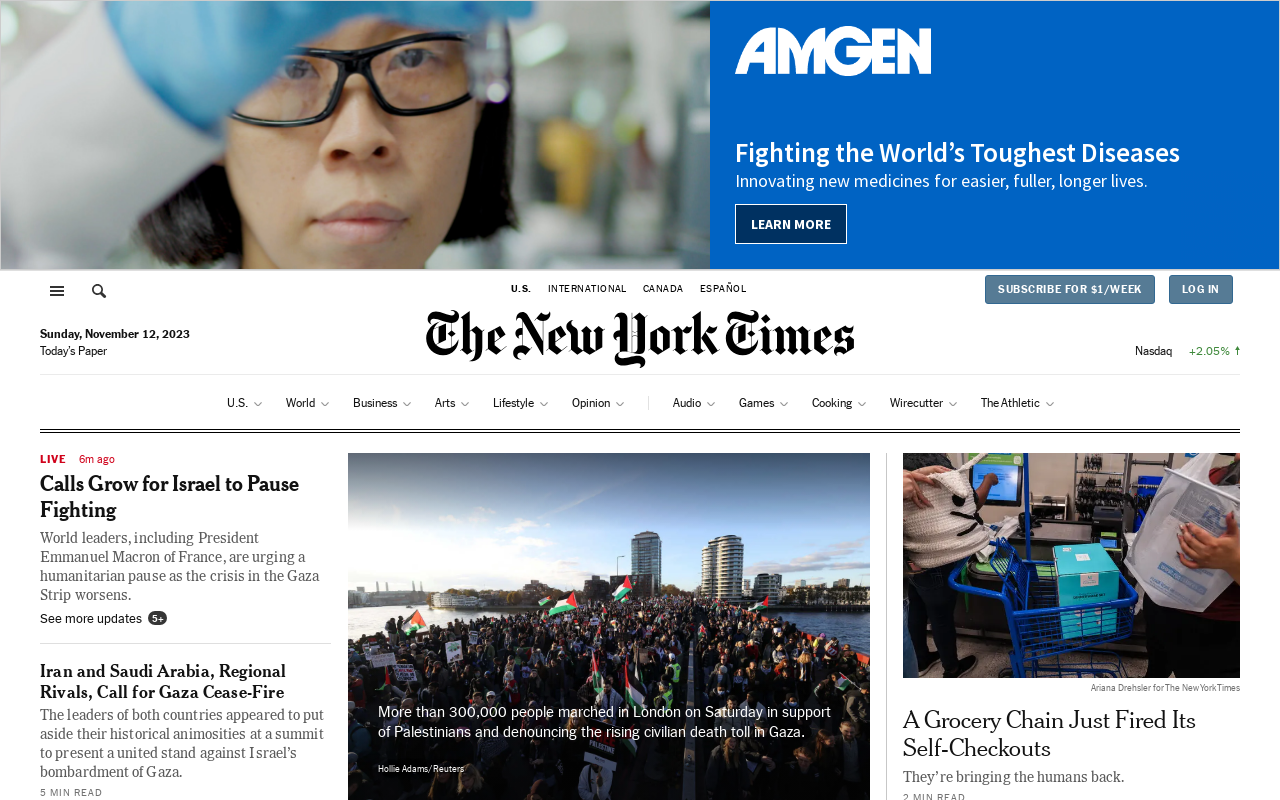 AMGEN
Fighting the World's Toughest Diseases
Innovating new medicines for easier, fuller, longer lives.
LEARN MORE
U.S. INTERNATIONAL CANADA ESPAÑOL
SUBSCRIBE FOR $1/WEEK
LOG IN
The New York Times
Sunday, November 12, 2023
Today's Paper
Nasdaq +2.05%
U.S. World Business Arts Lifestyle Opinion Audio Games Cooking Wirecutter The Athletic
LIVE 6m ago
Calls Grow for Israel to Pause
Fighting
World leaders, including President
Emmanuel Macron of France, are urging a
humanitarian pause as the crisis in the Gaza
Strip worsens.
See more updates 5+
Iran and Saudi Arabia, Regional
Rivals, Call for Gaza Cease-Fire
The leaders of both countries appeared to put
aside their historical animosities at a summit
to present a united stand against Israel's
bombardment of Gaza.
5 MIN READ
More than 300,000 people marched in London on Saturday in support
of Palestinians and denouncing the rising civilian death toll in Gaza.
Hollie Adams/Reuters
Ariana Drehsler for The New York Times
A Grocery Chain Just Fired Its
Self-Checkouts
They're bringing the humans back.
2 MIN READ